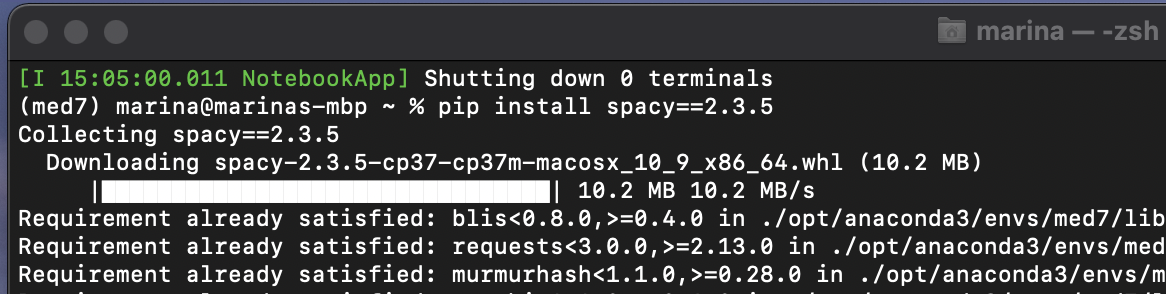 marina — -zsh
[I 15:05:00.011 NotebookApp] Shutting down 0 terminals
(med7) marina@marinas-mbp ~ % pip install spacy==2.3.5
Collecting spacy==2.3.5
  Downloading spacy-2.3.5-cp37-cp37m-macosx_10_9_x86_64.whl (10.2 MB)
     |████████████████████████████████| 10.2 MB 10.2 MB/s
Requirement already satisfied: blis<0.8.0,>=0.4.0 in ./opt/anaconda3/envs/med7/lib
Requirement already satisfied: requests<3.0.0,>=2.13.0 in ./opt/anaconda3/envs/med
Requirement already satisfied: murmurhash<1.1.0,>=0.28.0 in ./opt/anaconda3/envs/m